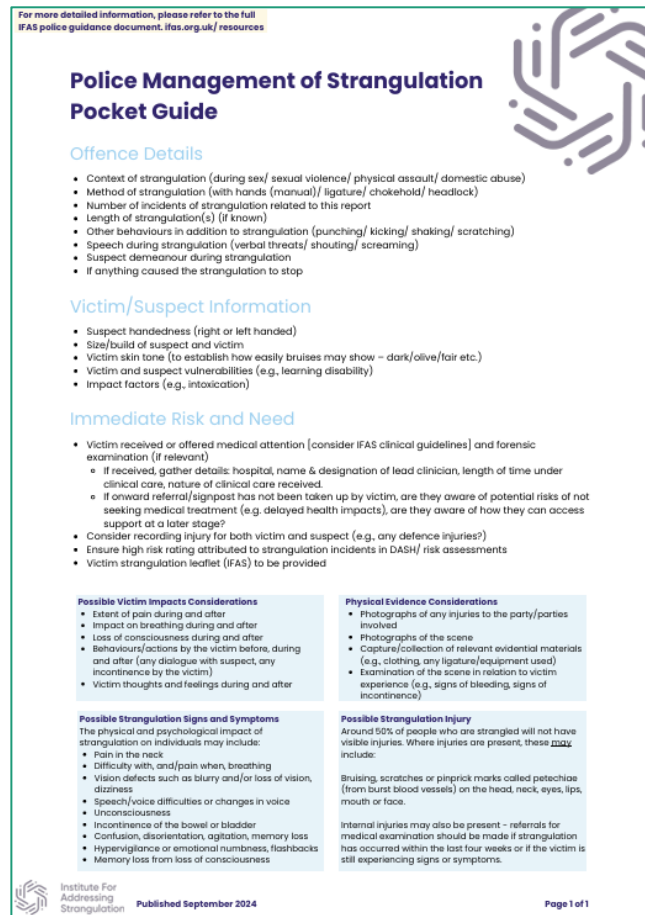 For more detailed information, please refer to the full
IFAS police guidance document. ifas.org.uk/ resources
Police Management of Strangulation
Pocket Guide
Offence Details
• Context of strangulation (during sex/ sexual violence/ physical assault/ domestic abuse)
• Method of strangulation (with hands (manual)/ ligature/ chokehold/ headlock)
• Number of incidents of strangulation related to this report
• Length of strangulation(s) (if known)
• Other behaviours in addition to strangulation (punching/ kicking/ shaking/ scratching)
• Speech during strangulation (verbal threats/ shouting/ screaming)
• Suspect demeanour during strangulation
• If anything caused the strangulation to stop
Victim/Suspect Information
• Suspect handedness (right or left handed)
• Size/build of suspect and victim
• Victim skin tone (to establish how easily bruises may show – dark/olive/fair etc.)
• Victim and suspect vulnerabilities (e.g., learning disability)
• Impact factors (e.g., intoxication)
Immediate Risk and Need
• Victim received or offered medical attention [consider IFAS clinical guidelines] and forensic
examination (if relevant)
○ If received, gather details: hospital, name & designation of lead clinician, length of time under
clinical care, nature of clinical care received.
○ If onward referral/signpost has not been taken up by victim, are they aware of potential risks of not
seeking medical treatment (e.g. delayed health impacts), are they aware of how they can access
support at a later stage?
• Consider recording injury for both victim and suspect (e.g., any defence injuries?)
• Ensure high risk rating attributed to strangulation incidents in DASH/ risk assessments
• Victim strangulation leaflet (IFAS) to be provided
Possible Victim Impacts Considerations
• Extent of pain during and after
• Impact on breathing during and after
• Loss of consciousness during and after
• Behaviours/actions by the victim before, during
and after (any dialogue with suspect, any
incontinence by the victim)
• Victim thoughts and feelings during and after
Physical Evidence Considerations
• Photographs of any injuries to the party/parties
involved
• Photographs of the scene
• Capture/collection of relevant evidential materials
(e.g., clothing, any ligature/equipment used)
• Examination of the scene in relation to victim
experience (e.g., signs of bleeding, signs of
incontinence)
Possible Strangulation Signs and Symptoms
The physical and psychological impact of
strangulation on individuals may include:
• Pain in the neck
• Difficulty with, and/pain when, breathing
• Vision defects such as blurry and/or loss of vision,
dizziness
• Speech/voice difficulties or changes in voice
• Unconsciousness
• Incontinence of the bowel or bladder
• Confusion, disorientation, agitation, memory loss
• Hypervigilance or emotional numbness, flashbacks
• Memory loss from loss of consciousness
Possible Strangulation Injury
Around 50% of people who are strangled will not have
visible injuries. Where injuries are present, these may
include:
Bruising, scratches or pinprick marks called petechiae
(from burst blood vessels) on the head, neck, eyes, lips,
mouth or face.
Internal injuries may also be present - referrals for
medical examination should be made if strangulation
has occurred within the last four weeks or if the victim is
still experiencing signs or symptoms.
Institute For
Addressing
Strangulation
Published September 2024
Page 1 of 1